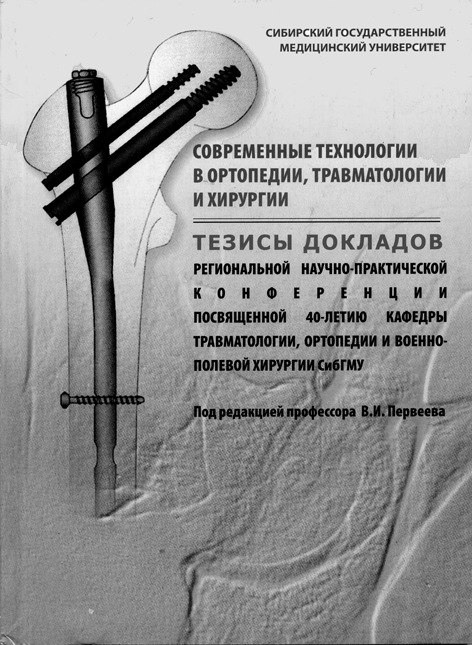 СИБИРСКИЙ ГОСУДАРСТВЕННЫЙ
МЕДИЦИНСКИЙ УНИВЕРСИТЕТ
СОВРЕМЕННЫЕ ТЕХНОЛОГИИ
В ОРТОПЕДИИ, ТРАВМАТОЛОГИИ
И ХИРУРГИИ
ТЕЗИСЫ ДОКЛАДОВ
РЕГИОНАЛЬНОЙ НАУЧНО-ПРАКТИЧЕСКОЙ
КОНФЕРЕНЦИИ
ПОСВЯЩЕННОЙ 40-ЛЕТИЮ КАФЕДРЫ
ТРАВМАТОЛОГИИ, ОРТОПЕДИИ И ВОЕННО-
ПОЛЕВОЙ ХИРУРГИИ СибГМУ
Под редакцией профессора В.И. Первеева